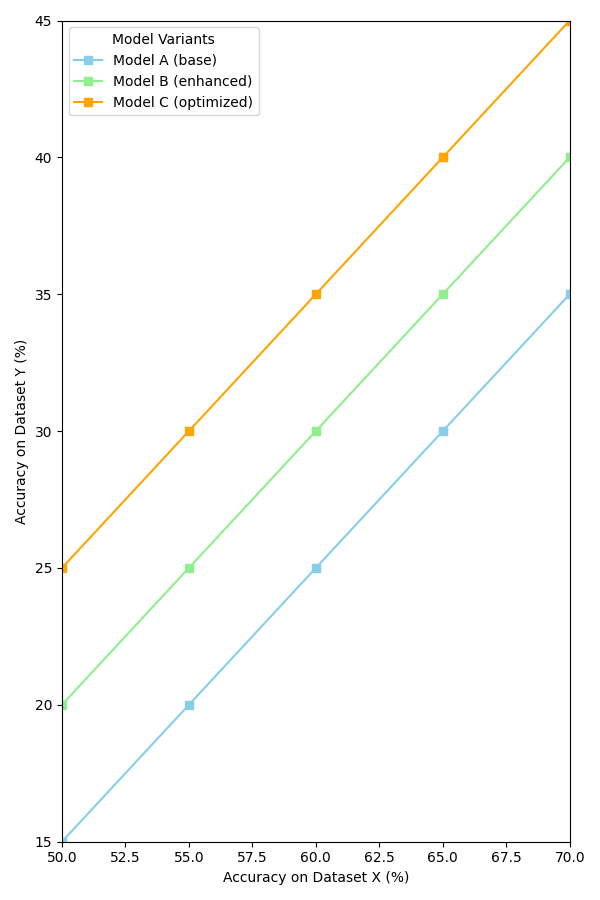 Model Variants
Model A (base)
Model B (enhanced)
Model C (optimized)
45
40
35
30
25
20
15
Accuracy on Dataset Y (%)
50.0 52.5 55.0 57.5 60.0 62.5 65.0 67.5 70.0
Accuracy on Dataset X (%)